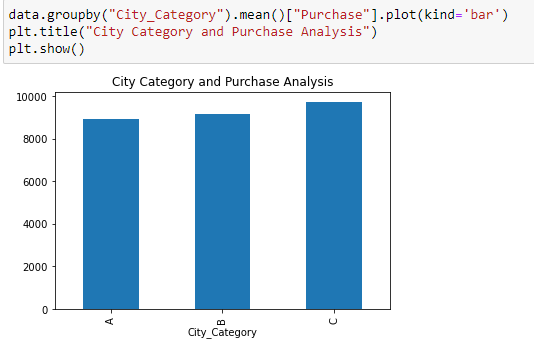 data.groupby("City_Category").mean()["Purchase"].plot(kind='bar')
plt.title("City Category and Purchase Analysis")
plt.show()
City Category and Purchase Analysis
10000
8000
6000
4000
2000
0
A
B
C
City_Category